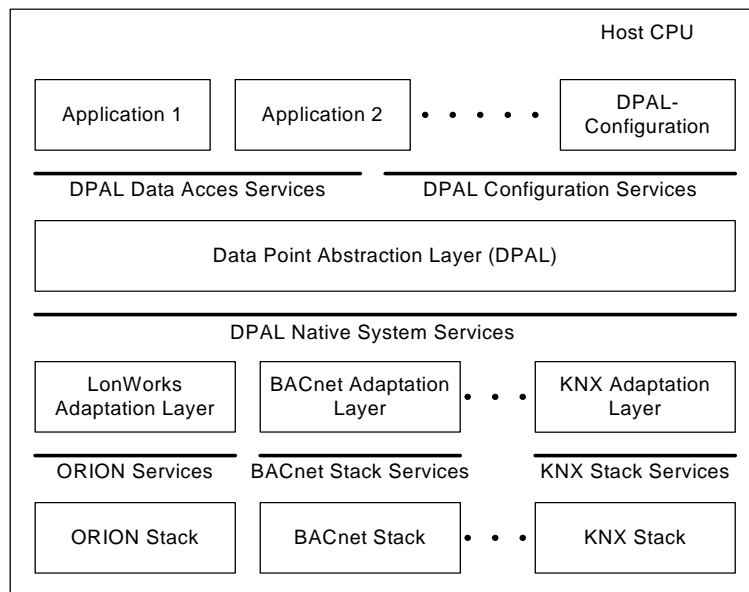 Host CPU
Application 1
Application 2
DPAL-
Configuration
DPAL Data Acces Services
DPAL Configuration Services
Data Point Abstraction Layer (DPAL)
DPAL Native System Services
LonWorks
Adaptation Layer
BACnet Adaptation
Layer
KNX Adaptation
Layer
ORION Services
BACnet Stack Services
KNX Stack Services
ORION Stack
BACnet Stack
KNX Stack